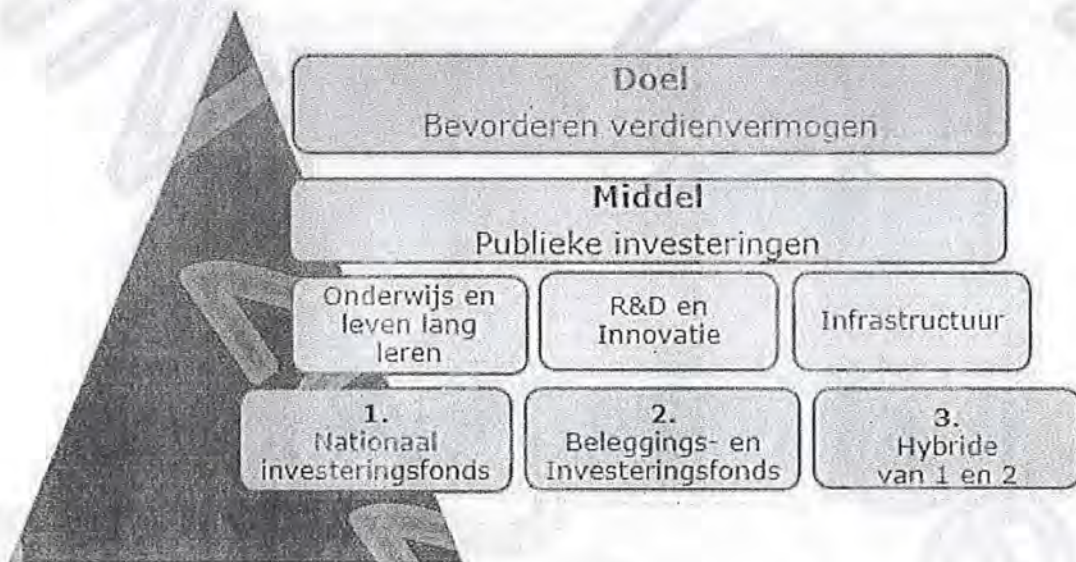 Doel
Bevorderen verdienvermogen
Middel
Publieke investeringen
Onderwijs en
leven lang
leren
R&D en
Innovatie
Infrastructuur
1.
Nationaal
investeringsfonds
2.
Beleggings- en
Investeringsfonds
3.
Hybride
van 1 en 2